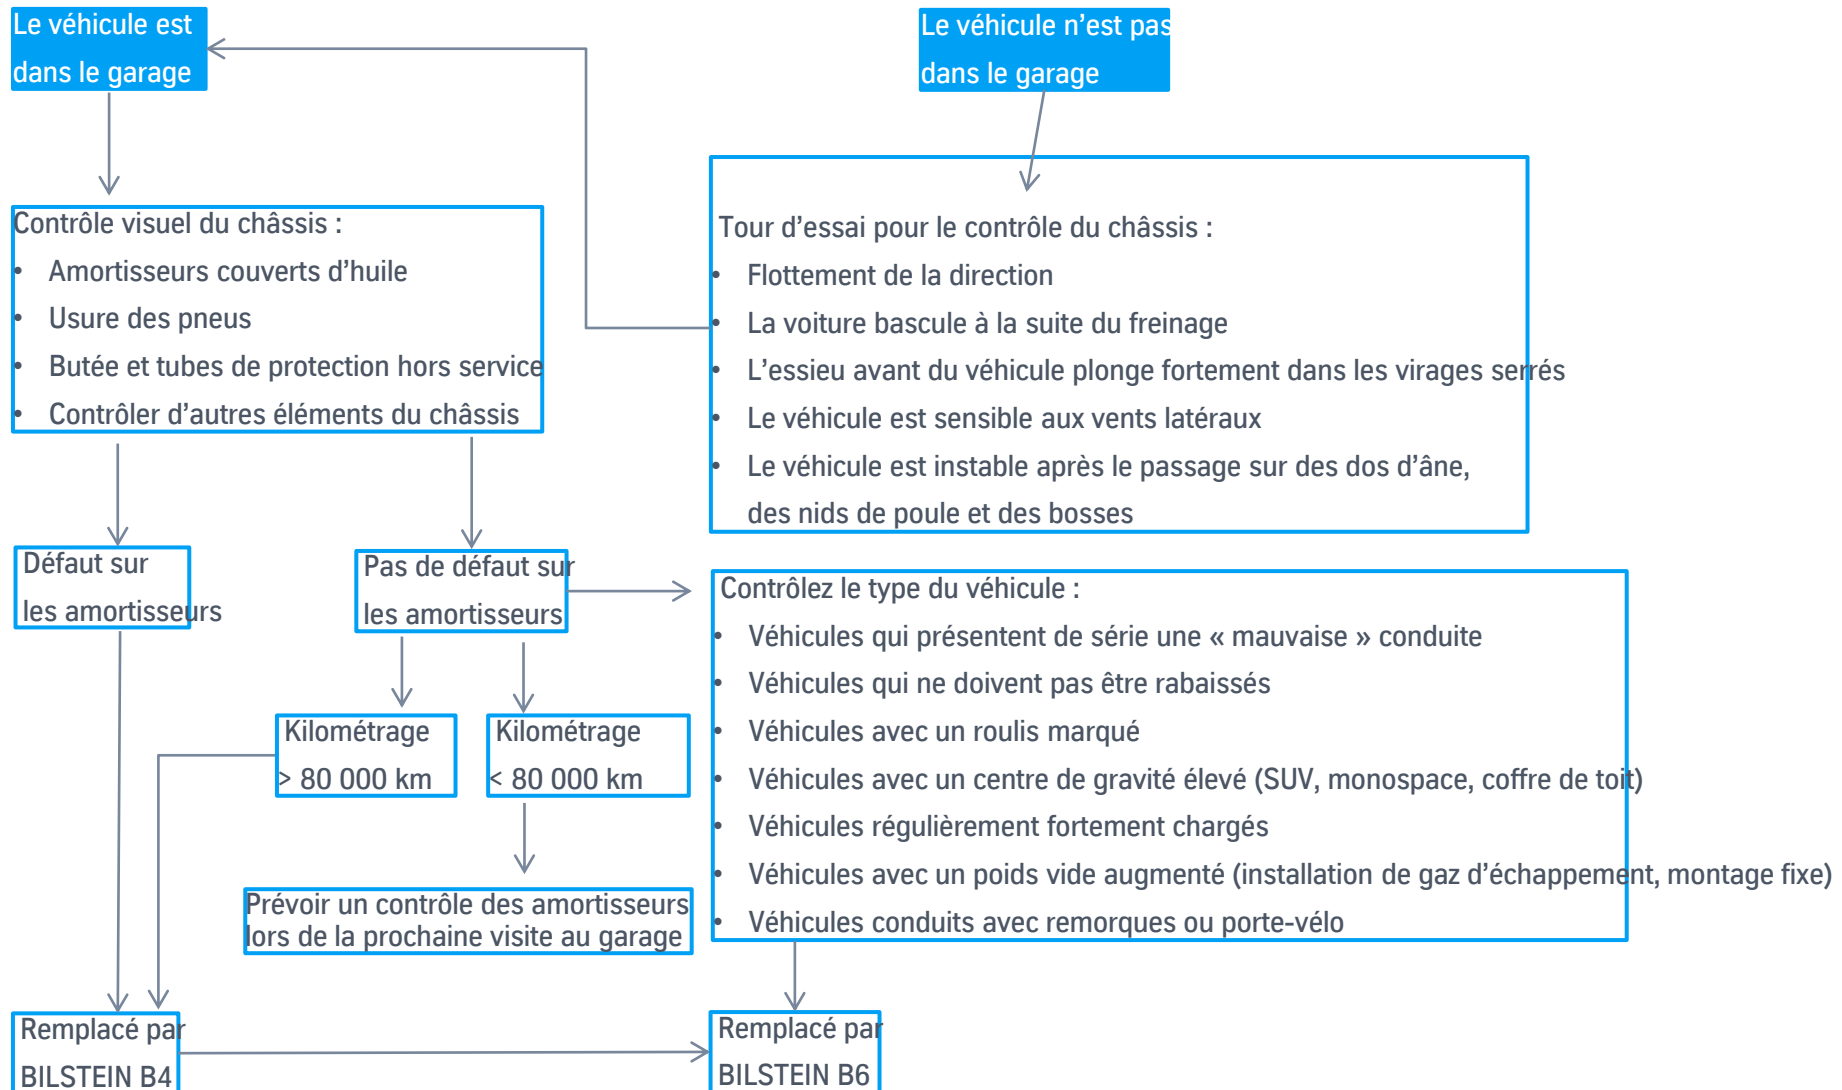 Le véhicule est
dans le garage
Le véhicule n’est pas
dans le garage
Contrôle visuel du châssis :
• Amortisseurs couverts d’huile
• Usure des pneus
• Butée et tubes de protection hors service
• Contrôler d’autres éléments du châssis
Tour d’essai pour le contrôle du châssis :
• Flottement de la direction
• La voiture bascule à la suite du freinage
• L’essieu avant du véhicule plonge fortement dans les virages serrés
• Le véhicule est sensible aux vents latéraux
• Le véhicule est instable après le passage sur des dos d’âne,
des nids de poule et des bosses
Défaut sur
les amortisseurs
Pas de défaut sur
les amortisseurs
Contrôlez le type du véhicule :
• Véhicules qui présentent de série une « mauvaise » conduite
• Véhicules qui ne doivent pas être rabaissés
• Véhicules avec un roulis marqué
• Véhicules avec un centre de gravité élevé (SUV, monospace, coffre de toit)
• Véhicules régulièrement fortement chargés
• Véhicules avec un poids vide augmenté (installation de gaz d’échappement, montage fixe)
• Véhicules conduits avec remorques ou porte-vélo
Kilométrage
> 80 000 km
Kilométrage
< 80 000 km
Prévoir un contrôle des amortisseurs
lors de la prochaine visite au garage
Remplacé par
BILSTEIN B4
Remplacé par
BILSTEIN B6